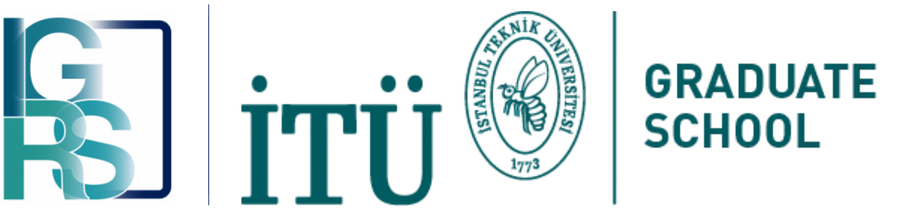 IG
RS
İTÜ
İSTANBUL TEKNİK ÜNİVERSİTESİ
1773
GRADUATE
SCHOOL